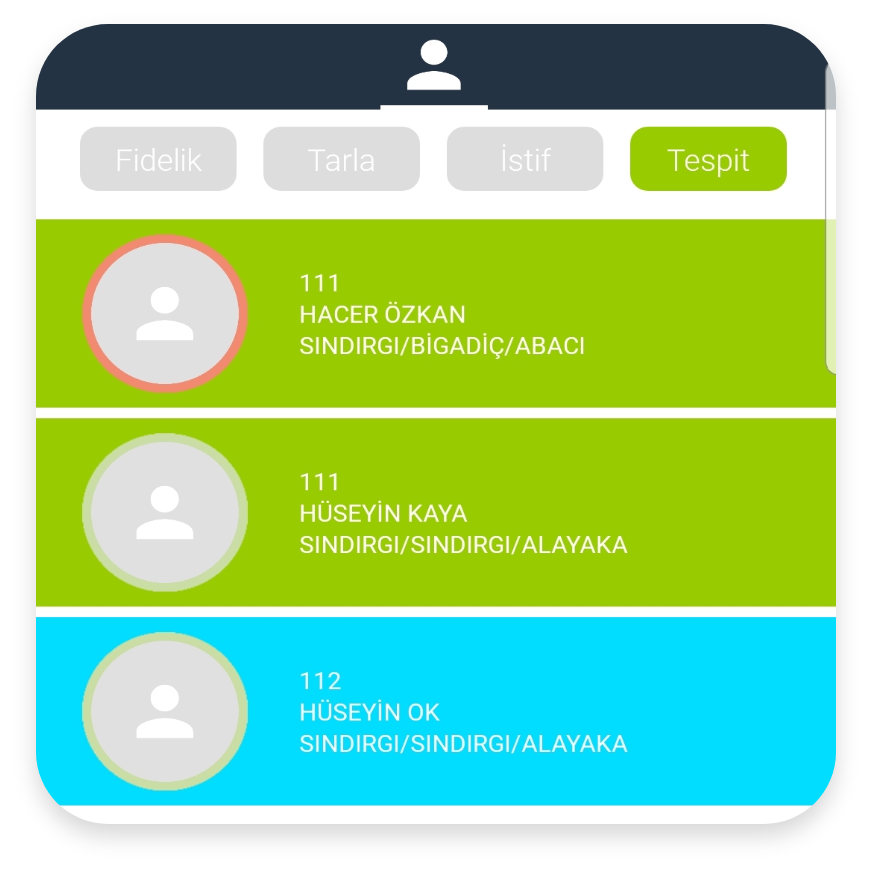 Fidelik
Tarla
İstif
Tespit
111
HACER ÖZKAN
SINDIRGI/BİGADİÇ/ABACI
111
HÜSEYİN KAYA
SINDIRGI/SINDIRGI/ALAYAKA
112
HÜSEYİN OK
SINDIRGI/SINDIRGI/ALAYAKA